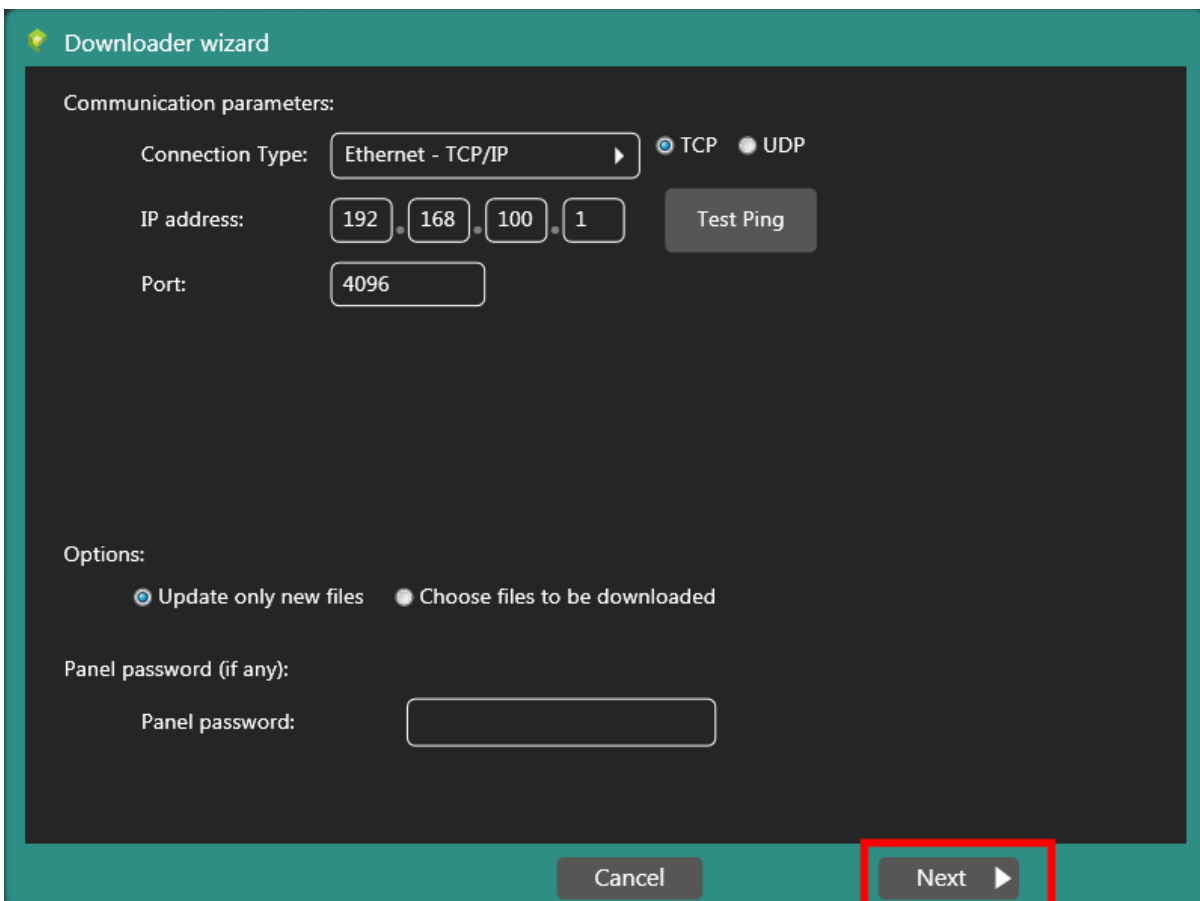 Downloader wizard
Communication parameters:
Connection Type: Ethernet - TCP/IP TCP UDP
IP address: 192.168.100.1 Test Ping
Port: 4096
Options:
Update only new files Choose files to be downloaded
Panel password (if any):
Panel password:
Cancel Next